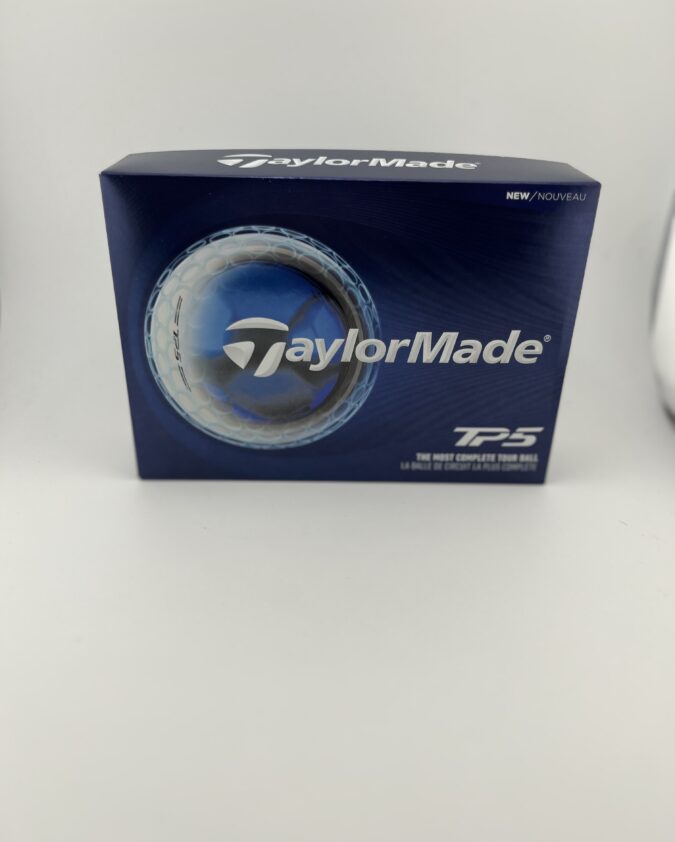 TaylorMade
NEW/NOUVEAU
TP5
TaylorMade®
TP5
THE MOST COMPLETE TOUR BALL
LA BALLE DE CIRCUIT LA PLUS COMPLÈTE